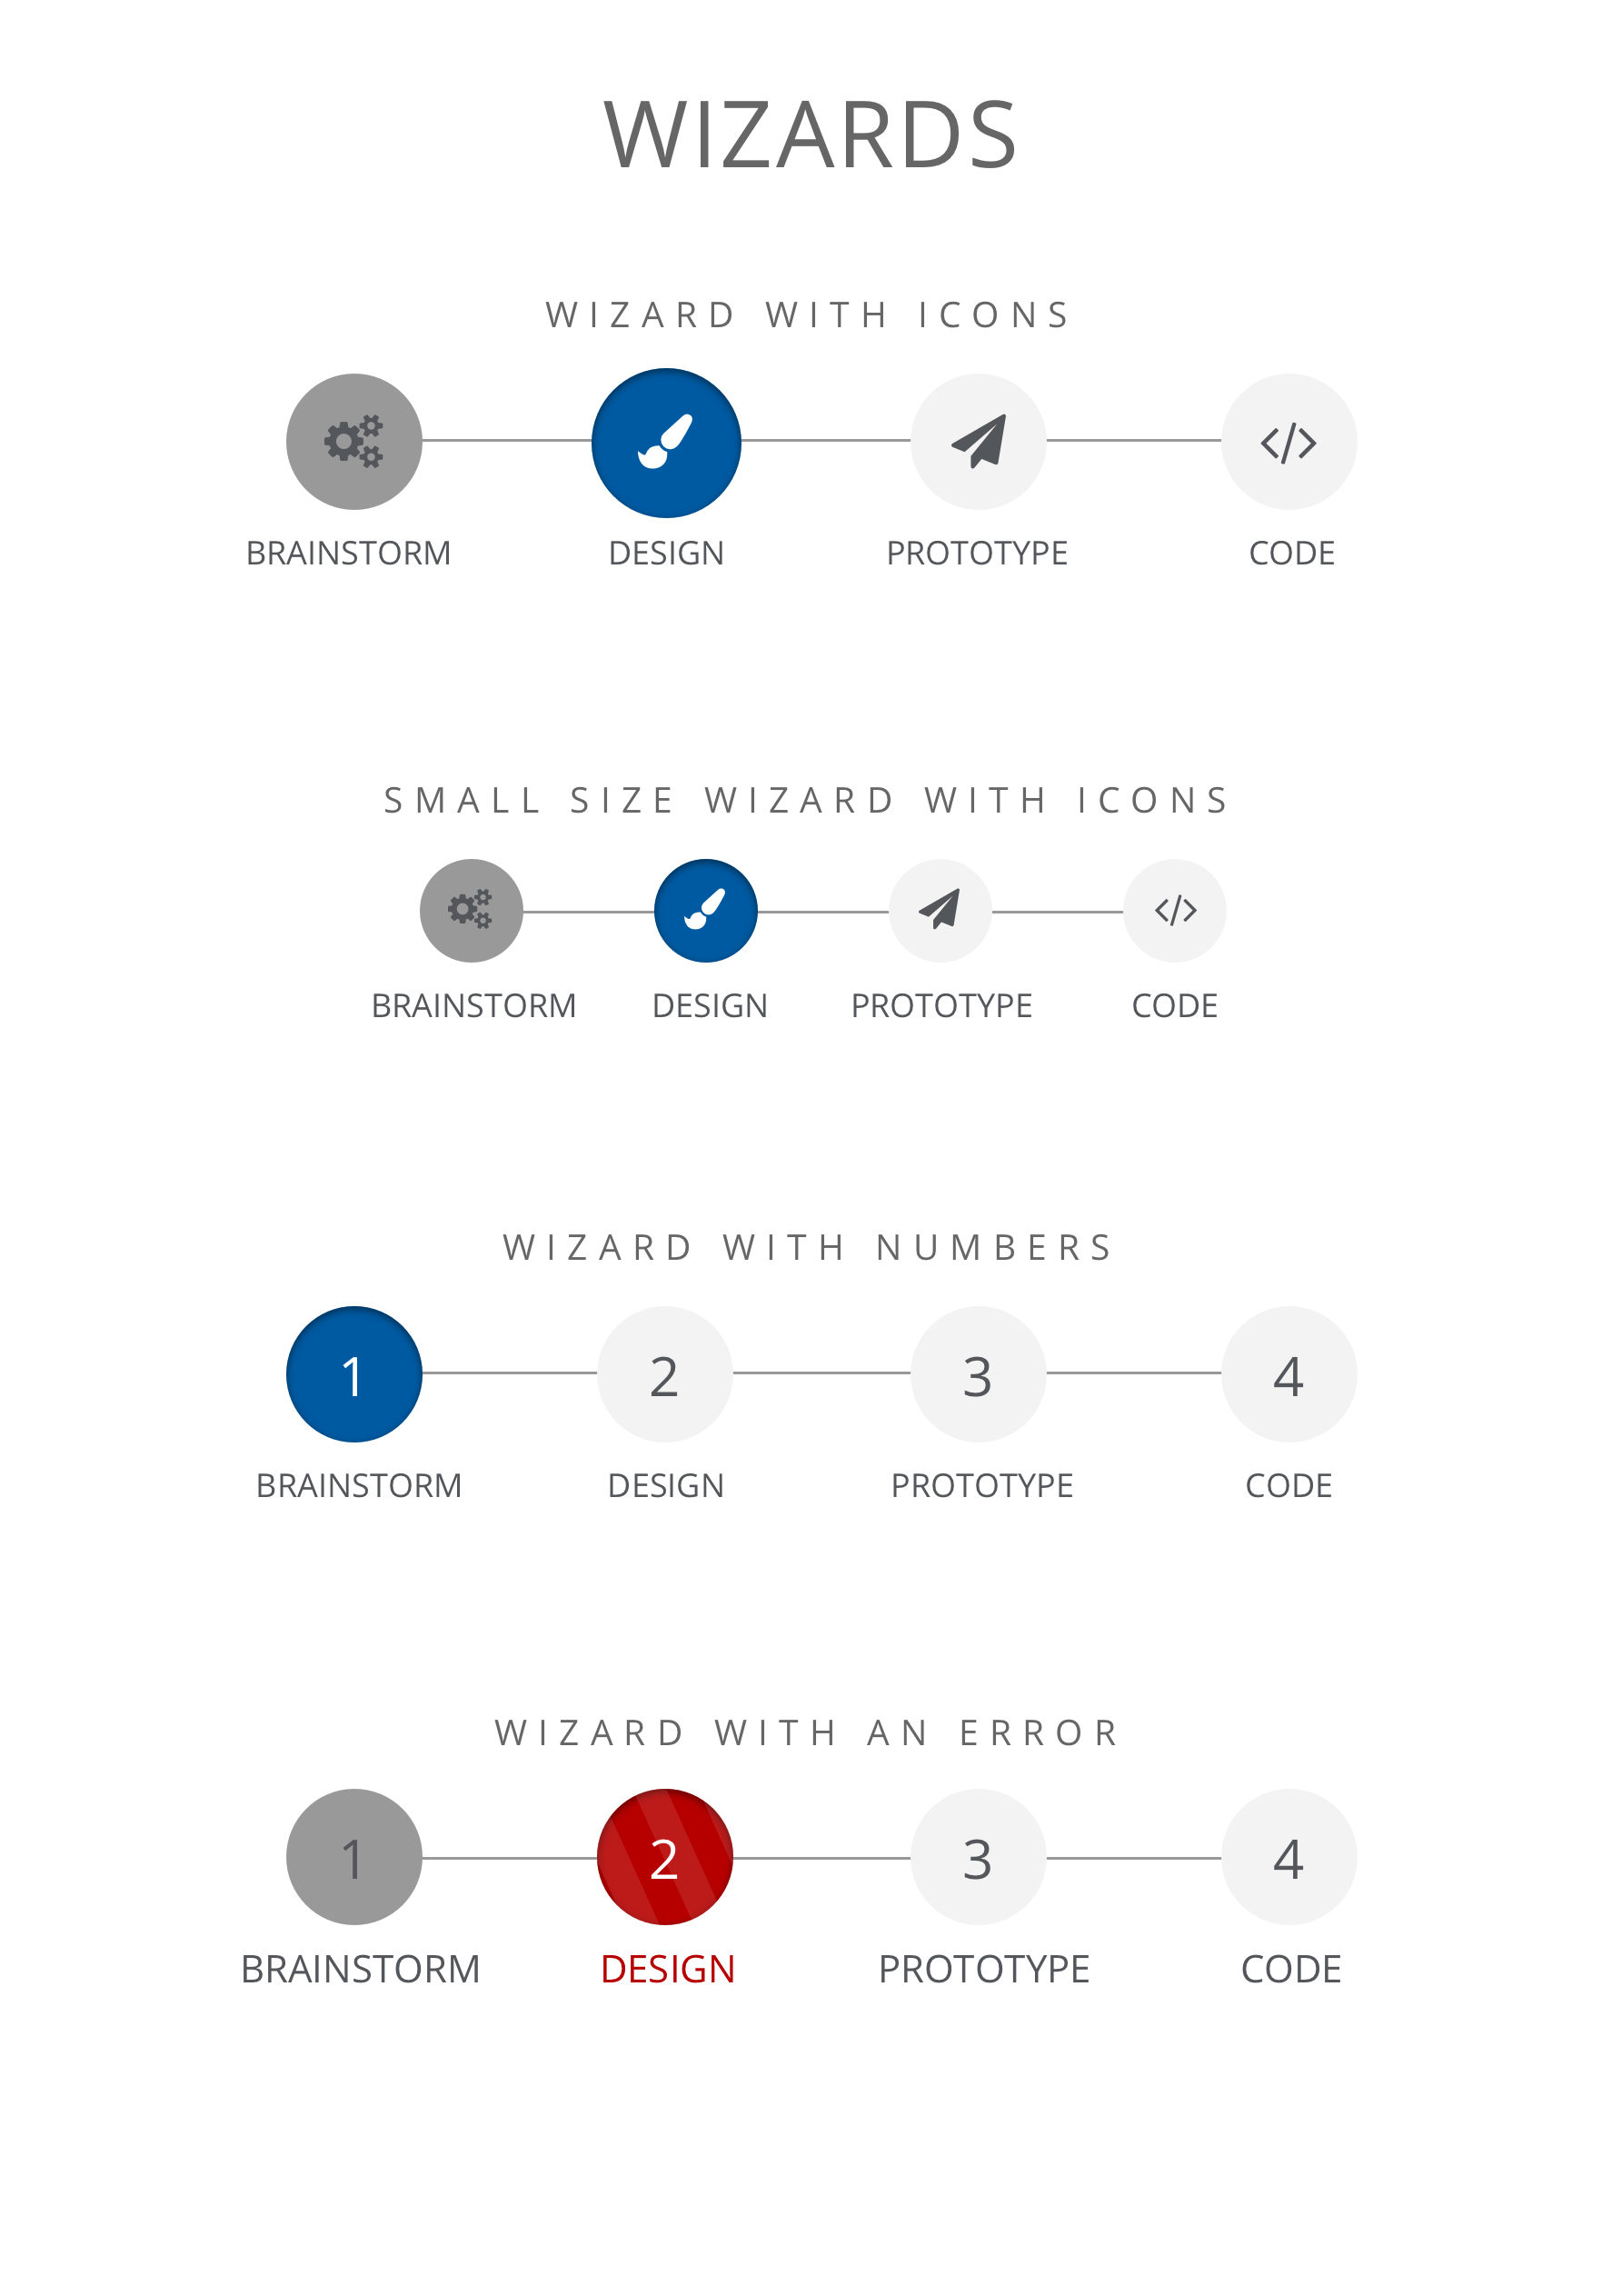 WIZARDS
WIZARD WITH ICONS
BRAINSTORM DESIGN PROTOTYPE CODE
SMALL SIZE WIZARD WITH ICONS
BRAINSTORM DESIGN PROTOTYPE CODE
WIZARD WITH NUMBERS
1 2 3 4
BRAINSTORM DESIGN PROTOTYPE CODE
WIZARD WITH AN ERROR
1 2 3 4
BRAINSTORM DESIGN PROTOTYPE CODE